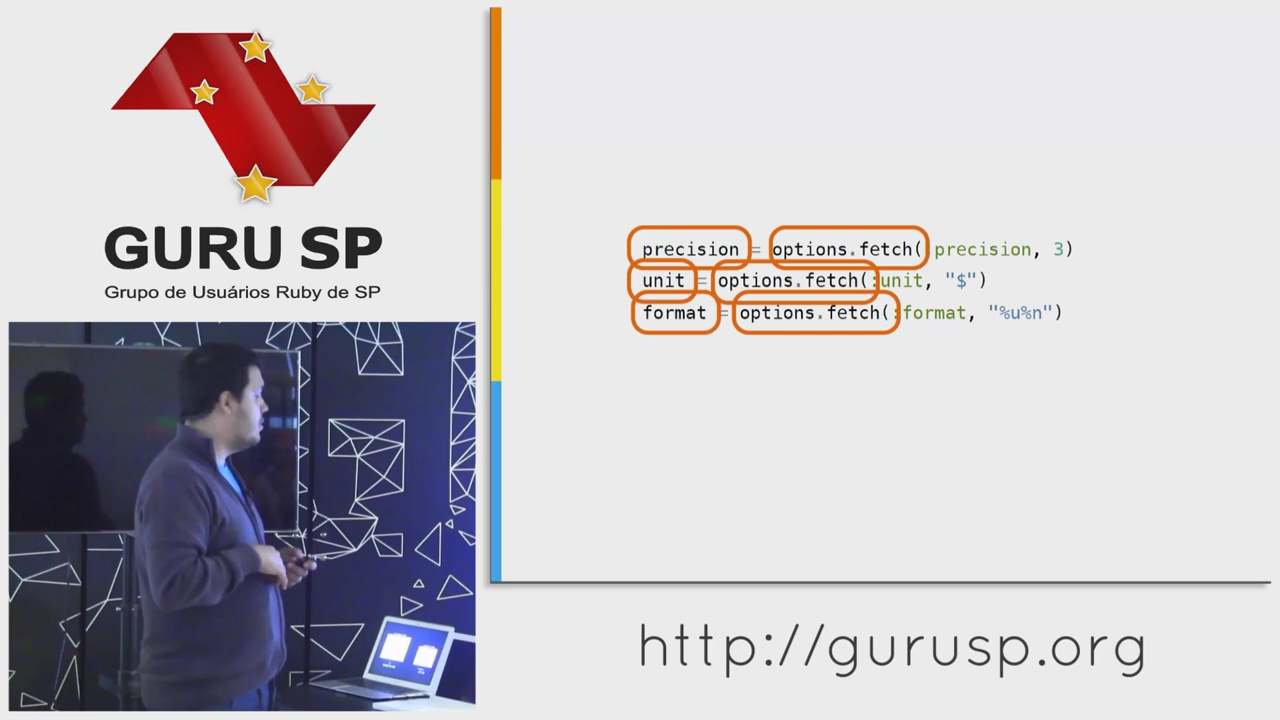 GURU SP
Grupo de Usuários Ruby de SP
precision = options.fetch( precision, 3)
unit = options.fetch(:unit, "$")
format = options.fetch(:format, "%u%n")
http://gurusp.org